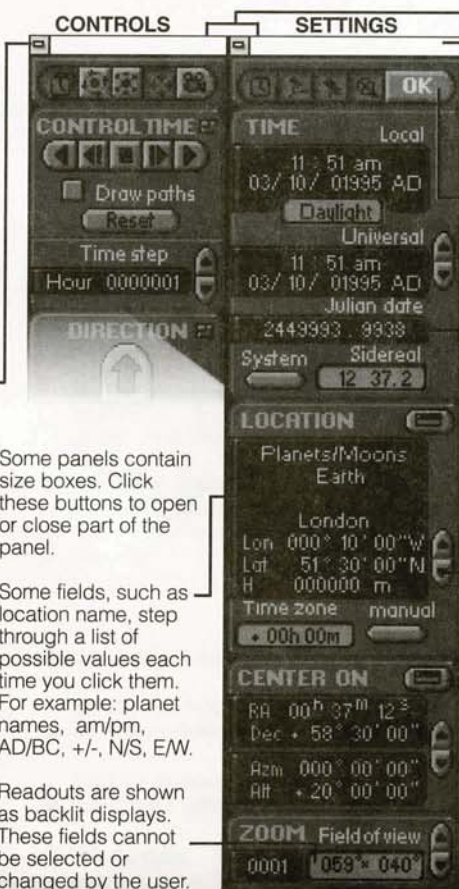 CONTROLS
SETTINGS
OK
CONTROL TIME
Draw paths
Reset
Time step
Hour 0000001
DIRECTION
TIME
Local
11 : 51 am
03/ 10/ 01995 AD
Daylight
Universal
11 : 51 am
03/ 10/ 01995 AD
Julian date
2449993 . 9938
System Sidereal
12 37.2
LOCATION
Planets/Moons
Earth
London
Lon 000° 10' 00"W
Lat 51° 30' 00"N
H 000000 m
Time zone manual
+ 00h 00m
CENTER ON
RA 00h 37m 12s
Dec + 58° 30' 00"
Azm 000° 00' 00"
Alt + 20° 00' 00"
ZOOM Field of view
0001 059°× 040°
Some panels contain
size boxes. Click
these buttons to open
or close part of the
panel.
Some fields, such as
location name, step
through a list of
possible values each
time you click them.
For example: planet
names, am/pm,
AD/BC, +/-, N/S, E/W.
Readouts are shown
as backlit displays.
These fields cannot
be selected or
changed by the user.